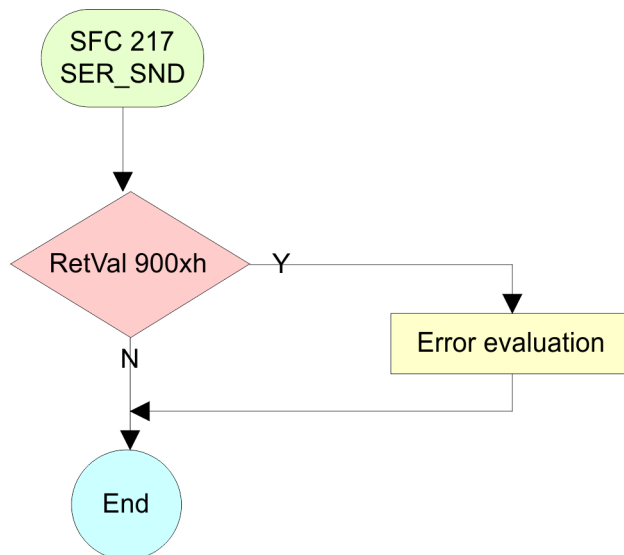 SFC 217
SER_SND
RetVal 900xh
Y
Error evaluation
N
End